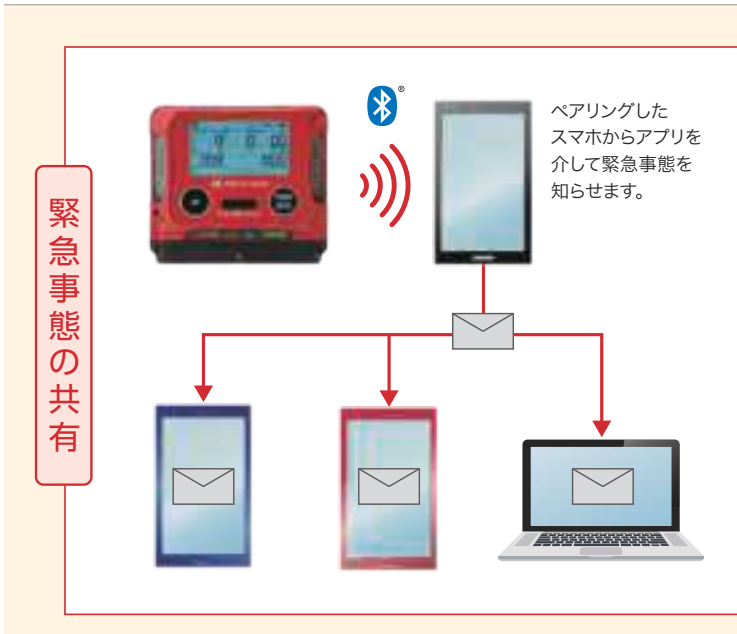 ペアリングした
スマホからアプリを
介して緊急事態を
知らせます。
緊急事態の共有